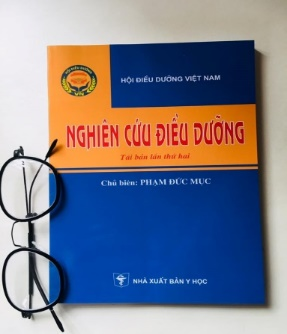 HỘI ĐIỀU DƯỠNG VIỆT NAM
NGHIÊN CỨU ĐIỀU DƯỠNG
Tái bản lần thứ hai
Chủ biên: PHẠM ĐỨC MỤC
NHÀ XUẤT BẢN Y HỌC